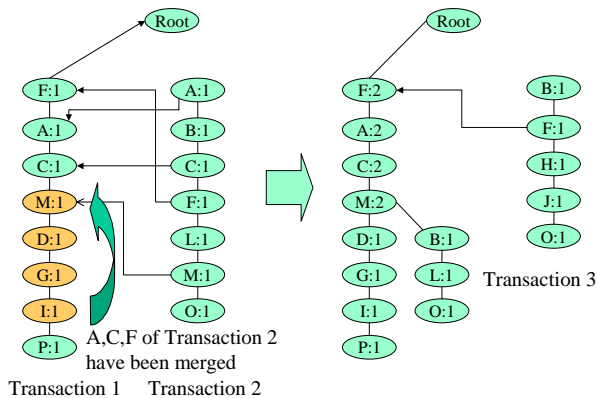 Root
Root
F:1
A:1
F:2
B:1
A:1
B:1
A:2
F:1
C:1
C:1
C:2
H:1
M:1
F:1
M:2
J:1
D:1
L:1
D:1
B:1
O:1
G:1
M:1
G:1
L:1
Transaction 3
I:1
O:1
I:1
O:1
P:1
A,C,F of Transaction 2
have been merged
P:1
Transaction 1
Transaction 2